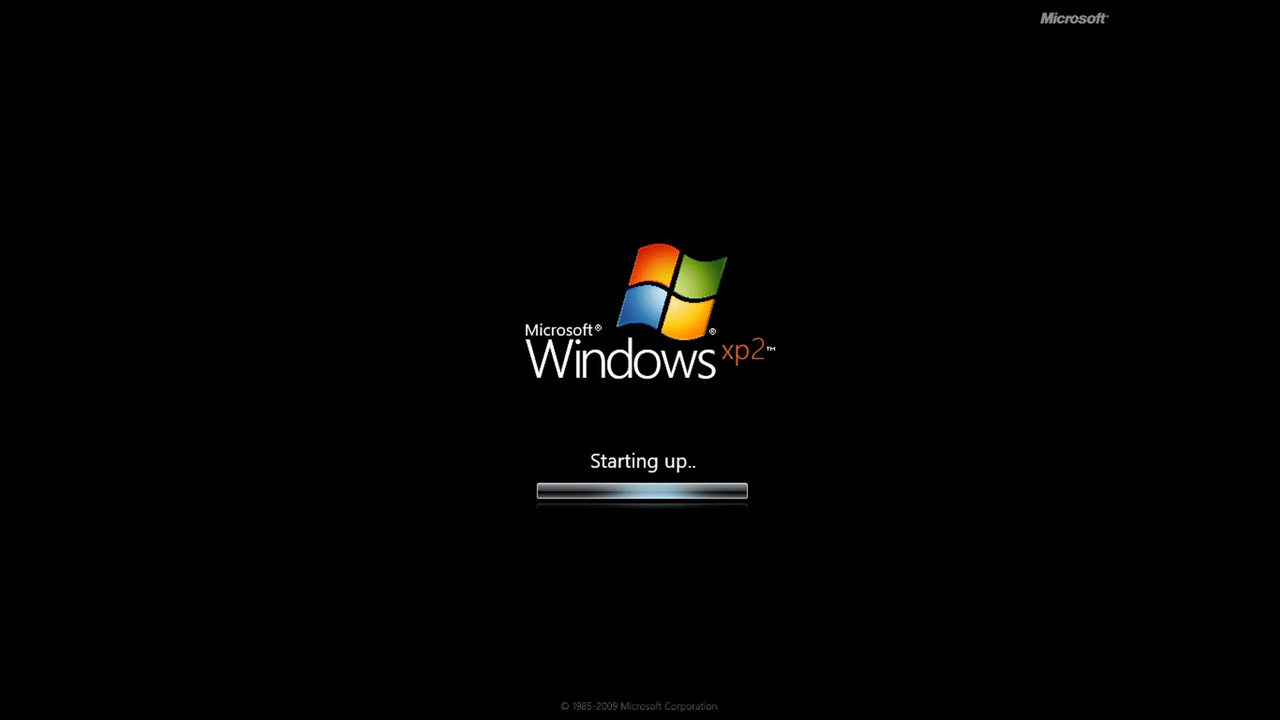 Microsoft®
Microsoft®
®
Windows xp2™
Starting up..
© 1985-2009 Microsoft Corporation.